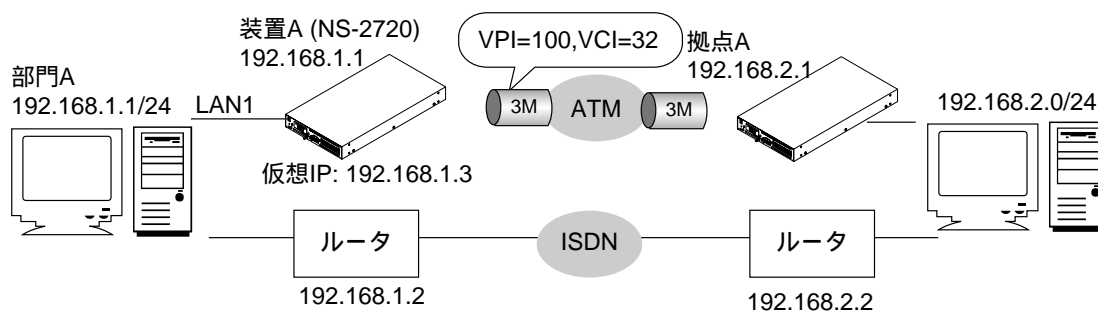 装置A (NS-2720)
192.168.1.1
VPI=100,VCI=32
拠点A
192.168.2.1
部門A
192.168.1.1/24
LAN1
3M
ATM
3M
192.168.2.0/24
仮想IP: 192.168.1.3
ルータ
ISDN
ルータ
192.168.1.2
192.168.2.2